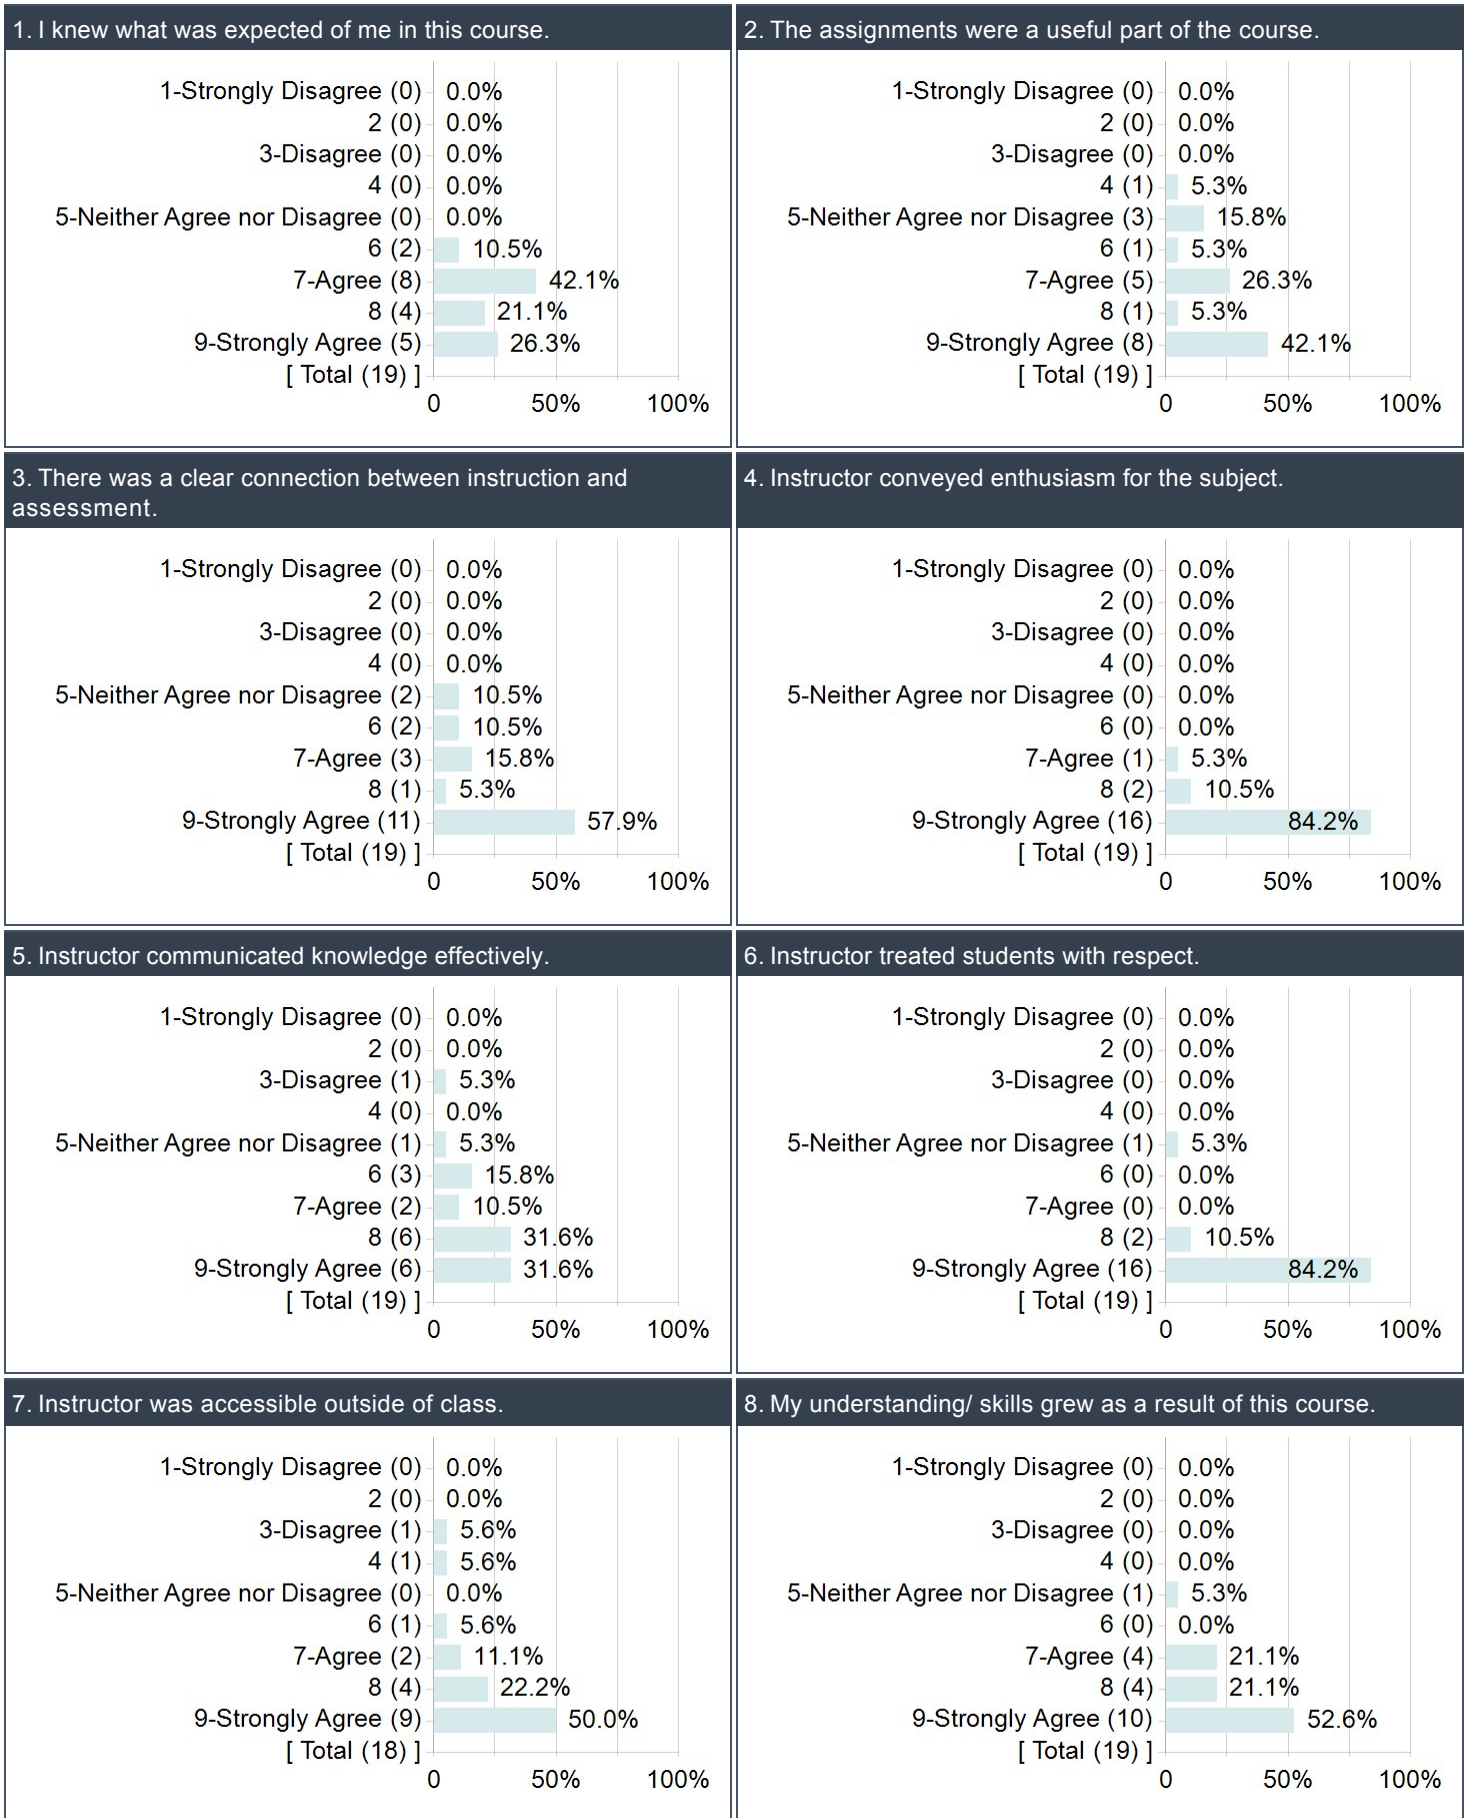 1. I knew what was expected of me in this course.
1-Strongly Disagree (0) 0.0%
2 (0) 0.0%
3-Disagree (0) 0.0%
4 (0) 0.0%
5-Neither Agree nor Disagree (0) 0.0%
6 (2) 10.5%
7-Agree (8) 42.1%
8 (4) 21.1%
9-Strongly Agree (5) 26.3%
[ Total (19) ]
0 50% 100%
2. The assignments were a useful part of the course.
1-Strongly Disagree (0) 0.0%
2 (0) 0.0%
3-Disagree (0) 0.0%
4 (1) 5.3%
5-Neither Agree nor Disagree (3) 15.8%
6 (1) 5.3%
7-Agree (5) 26.3%
8 (1) 5.3%
9-Strongly Agree (8) 42.1%
[ Total (19) ]
0 50% 100%
3. There was a clear connection between instruction and
assessment.
1-Strongly Disagree (0) 0.0%
2 (0) 0.0%
3-Disagree (0) 0.0%
4 (0) 0.0%
5-Neither Agree nor Disagree (2) 10.5%
6 (2) 10.5%
7-Agree (3) 15.8%
8 (1) 5.3%
9-Strongly Agree (11) 57.9%
[ Total (19) ]
0 50% 100%
4. Instructor conveyed enthusiasm for the subject.
1-Strongly Disagree (0) 0.0%
2 (0) 0.0%
3-Disagree (0) 0.0%
4 (0) 0.0%
5-Neither Agree nor Disagree (0) 0.0%
6 (0) 0.0%
7-Agree (1) 5.3%
8 (2) 10.5%
9-Strongly Agree (16) 84.2%
[ Total (19) ]
0 50% 100%
5. Instructor communicated knowledge effectively.
1-Strongly Disagree (0) 0.0%
2 (0) 0.0%
3-Disagree (1) 5.3%
4 (0) 0.0%
5-Neither Agree nor Disagree (1) 5.3%
6 (3) 15.8%
7-Agree (2) 10.5%
8 (6) 31.6%
9-Strongly Agree (6) 31.6%
[ Total (19) ]
0 50% 100%
6. Instructor treated students with respect.
1-Strongly Disagree (0) 0.0%
2 (0) 0.0%
3-Disagree (0) 0.0%
4 (0) 0.0%
5-Neither Agree nor Disagree (1) 5.3%
6 (0) 0.0%
7-Agree (0) 0.0%
8 (2) 10.5%
9-Strongly Agree (16) 84.2%
[ Total (19) ]
0 50% 100%
7. Instructor was accessible outside of class.
1-Strongly Disagree (0) 0.0%
2 (0) 0.0%
3-Disagree (1) 5.6%
4 (1) 5.6%
5-Neither Agree nor Disagree (0) 0.0%
6 (1) 5.6%
7-Agree (2) 11.1%
8 (4) 22.2%
9-Strongly Agree (9) 50.0%
[ Total (18) ]
0 50% 100%
8. My understanding/ skills grew as a result of this course.
1-Strongly Disagree (0) 0.0%
2 (0) 0.0%
3-Disagree (0) 0.0%
4 (0) 0.0%
5-Neither Agree nor Disagree (1) 5.3%
6 (0) 0.0%
7-Agree (4) 21.1%
8 (4) 21.1%
9-Strongly Agree (10) 52.6%
[ Total (19) ]
0 50% 100%